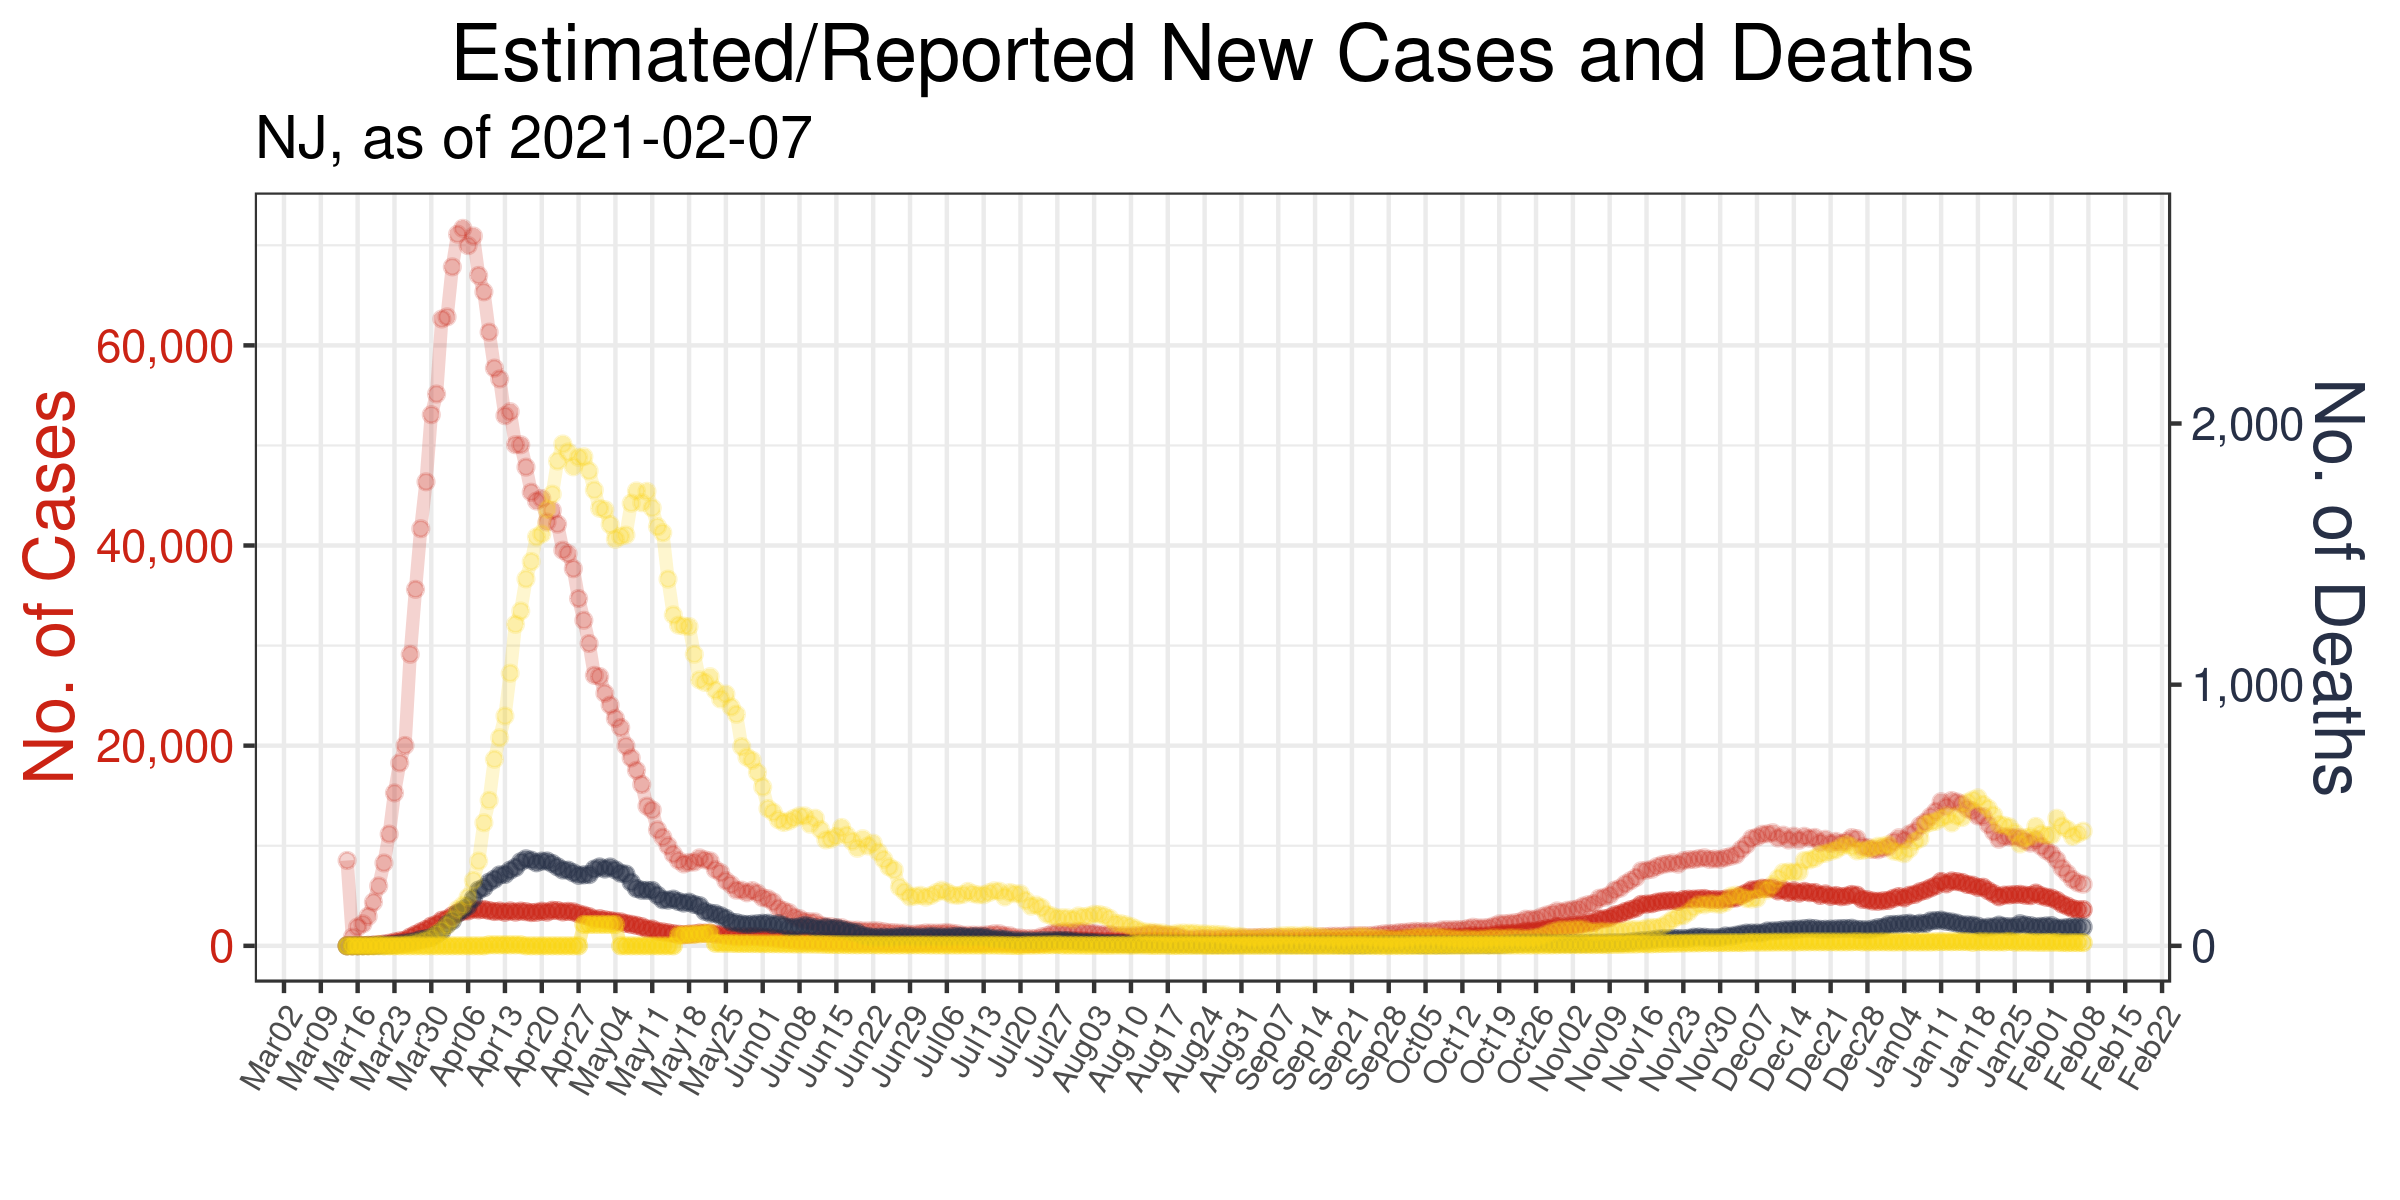 Estimated/Reported New Cases and Deaths
NJ, as of 2021-02-07
No. of Cases
60,000
40,000
20,000
0
No. of Deaths
2,000
1,000
0
Mar02
Mar09
Mar16
Mar23
Mar30
Apr06
Apr13
Apr20
Apr27
May04
May11
May18
May25
Jun01
Jun08
Jun15
Jun22
Jun29
Jul06
Jul13
Jul20
Jul27
Aug03
Aug10
Aug17
Aug24
Aug31
Sep07
Sep14
Sep21
Sep28
Oct05
Oct12
Oct19
Oct26
Nov02
Nov09
Nov16
Nov23
Nov30
Dec07
Dec14
Dec21
Dec28
Jan04
Jan11
Jan18
Jan25
Feb01
Feb08
Feb15
Feb22